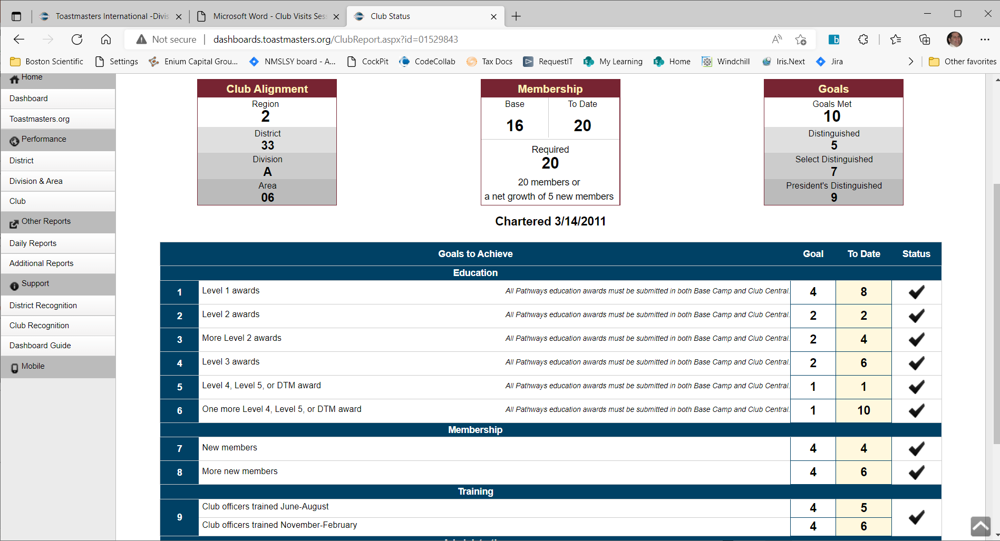 Toastmasters International -Divis
Microsoft Word - Club Visits Ses
Club Status
Not secure
dashboards.toastmasters.org/ClubReport.aspx?id=01529843
Boston Scientific
Settings
Enium Capital Grou...
NMSLSY board - A...
CockPit
CodeCollab
Tax Docs
RequestIT
My Learning
Home
Windchill
Iris.Next
Jira
Other favorites
Home
Dashboard
Toastmasters.org
Performance
District
Division & Area
Club
Other Reports
Daily Reports
Additional Reports
Support
District Recognition
Club Recognition
Dashboard Guide
Mobile
Club Alignment
Region
2
District
33
Division
A
Area
06
Membership
Base To Date
16 20
Required
20
20 members or
a net growth of 5 new members
Goals
Goals Met
10
Distinguished
5
Select Distinguished
7
President's Distinguished
9
Chartered 3/14/2011
Goals to Achieve Goal To Date Status
Education
1 Level 1 awards All Pathways education awards must be submitted in both Base Camp and Club Central. 4 8
2 Level 2 awards All Pathways education awards must be submitted in both Base Camp and Club Central. 2 2
3 More Level 2 awards All Pathways education awards must be submitted in both Base Camp and Club Central. 2 4
4 Level 3 awards All Pathways education awards must be submitted in both Base Camp and Club Central. 2 6
5 Level 4, Level 5, or DTM award All Pathways education awards must be submitted in both Base Camp and Club Central. 1 1
6 One more Level 4, Level 5, or DTM award All Pathways education awards must be submitted in both Base Camp and Club Central. 1 10
Membership
7 New members 4 4
8 More new members 4 6
Training
9 Club officers trained June-August 4 5
Club officers trained November-February 4 6